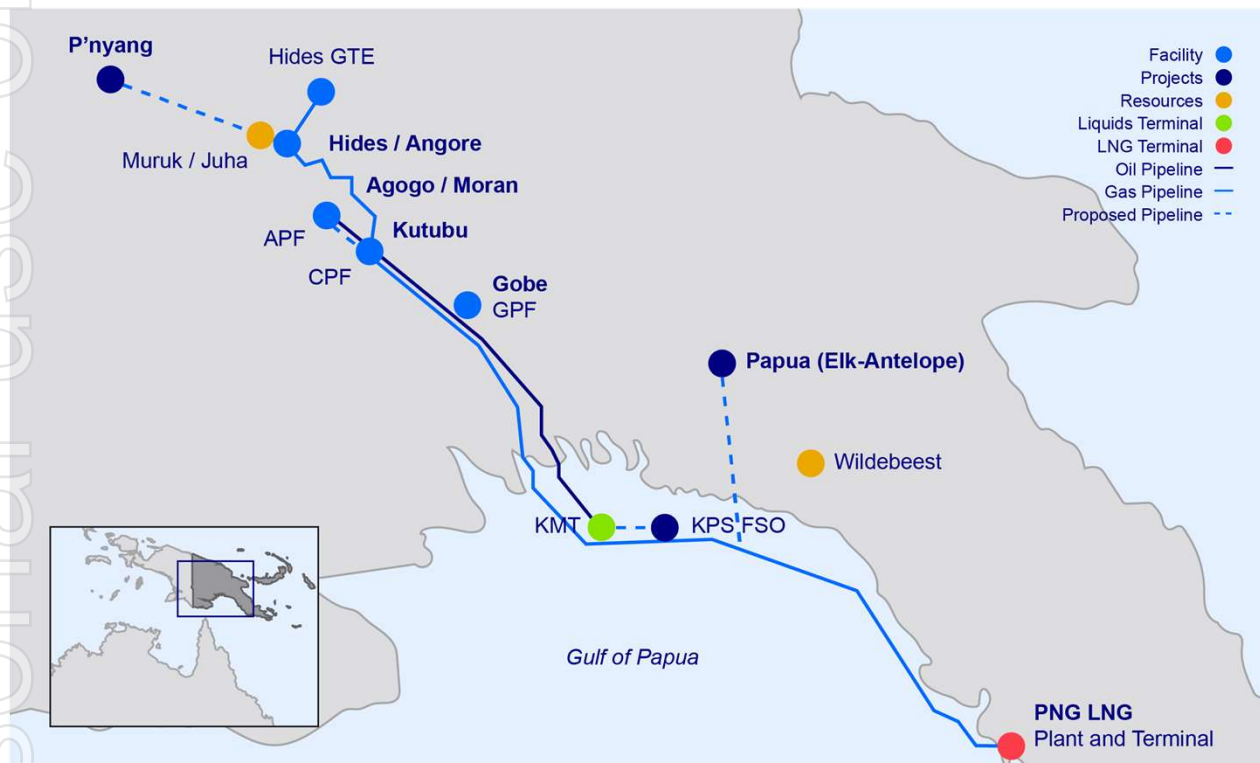 P'nyang
Hides GTE
Muruk / Juha
Hides / Angore
Agogo / Moran
APF
Kutubu
CPF
Gobe
GPF
Papua (Elk-Antelope)
Wildebeest
KMT
KPS FSO
Gulf of Papua
PNG LNG
Plant and Terminal
Facility
Projects
Resources
Liquids Terminal
LNG Terminal
Oil Pipeline
Gas Pipeline
Proposed Pipeline